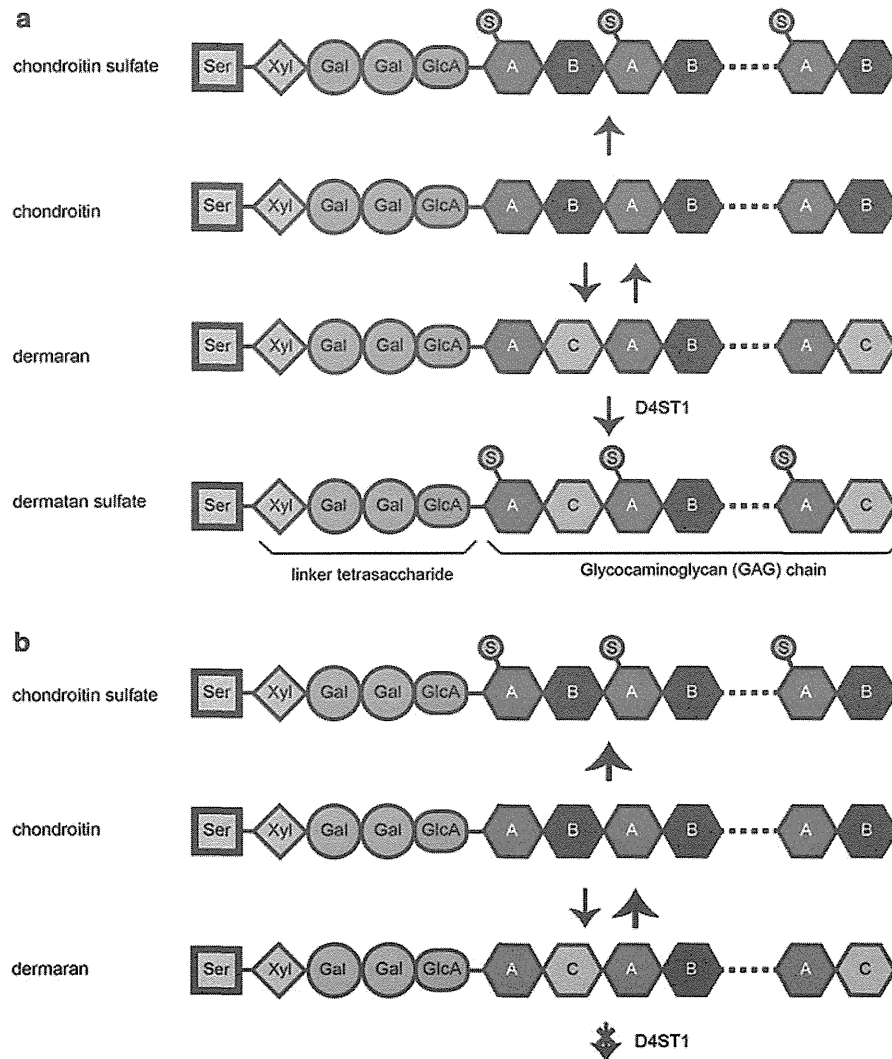 a
chondroitin sulfate Ser Xyl Gal Gal GlcA S A B S A B S A B
chondroitin Ser Xyl Gal Gal GlcA A B A B A B
dermaran Ser Xyl Gal Gal GlcA A C A B A C
D4ST1
dermatan sulfate Ser Xyl Gal Gal GlcA S A C S A B S A C
linker tetrasaccharide Glycocaminoglycan (GAG) chain
b
chondroitin sulfate Ser Xyl Gal Gal GlcA S A B S A B S A B
chondroitin Ser Xyl Gal Gal GlcA A B A B A B
dermaran Ser Xyl Gal Gal GlcA A C A B A C
D4ST1